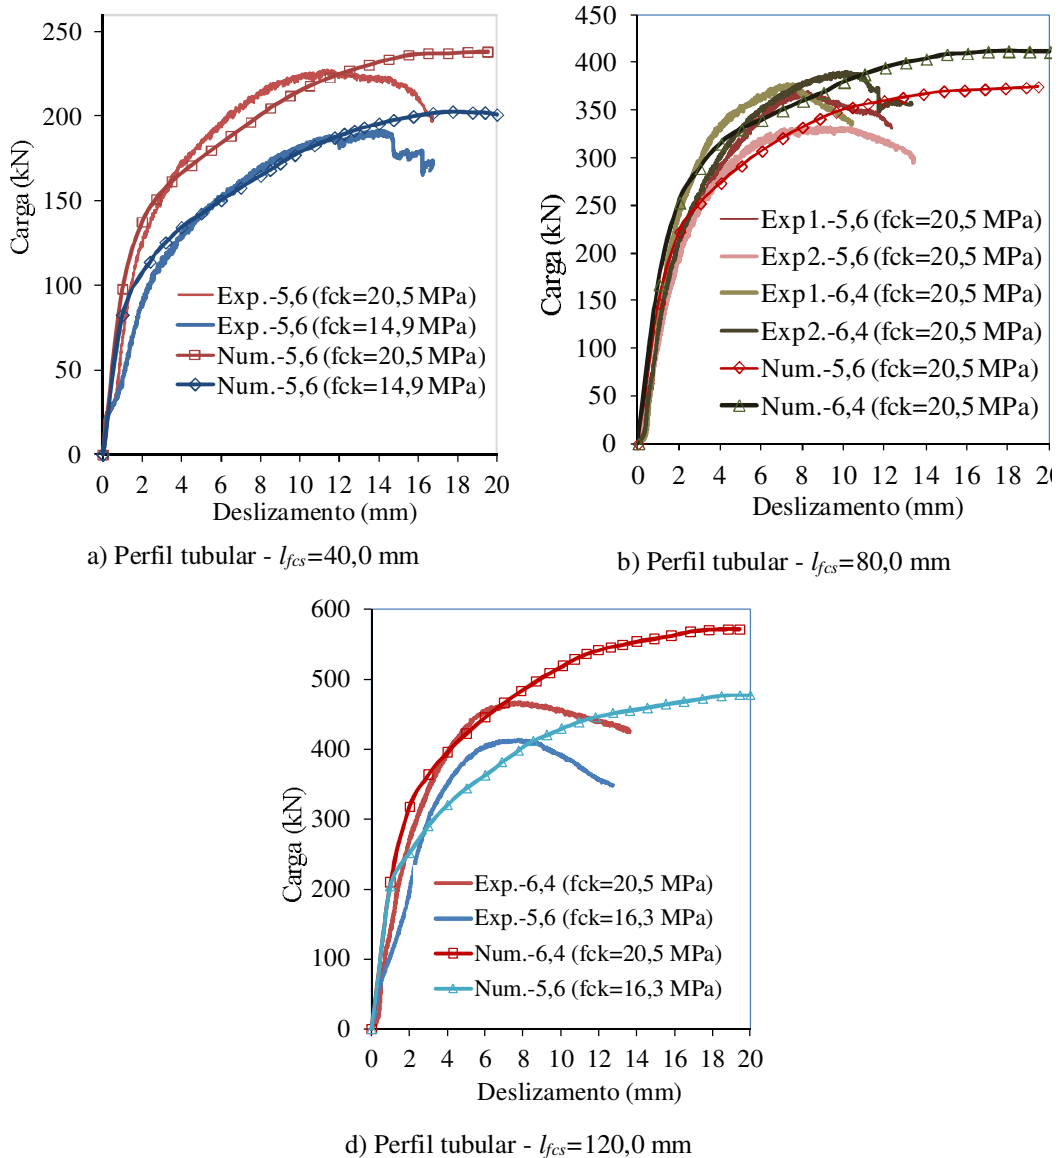 250
200
150
100
50
0
Carga (kN)
0 2 4 6 8 10 12 14 16 18 20
Deslizamento (mm)
Exp.-5,6 (fck=20,5 MPa)
Exp.-5,6 (fck=14,9 MPa)
Num.-5,6 (fck=20,5 MPa)
Num.-5,6 (fck=14,9 MPa)
a) Perfil tubular - lfcs=40,0 mm
450
400
350
300
250
200
150
100
50
0
Carga (kN)
0 2 4 6 8 10 12 14 16 18 20
Deslizamento (mm)
Exp1.-5,6 (fck=20,5 MPa)
Exp2.-5,6 (fck=20,5 MPa)
Exp1.-6,4 (fck=20,5 MPa)
Exp2.-6,4 (fck=20,5 MPa)
Num.-5,6 (fck=20,5 MPa)
Num.-6,4 (fck=20,5 MPa)
b) Perfil tubular - lfcs=80,0 mm
600
500
400
300
200
100
0
Carga (kN)
0 2 4 6 8 10 12 14 16 18 20
Deslizamento (mm)
Exp.-6,4 (fck=20,5 MPa)
Exp.-5,6 (fck=16,3 MPa)
Num.-6,4 (fck=20,5 MPa)
Num.-5,6 (fck=16,3 MPa)
d) Perfil tubular - lfcs=120,0 mm